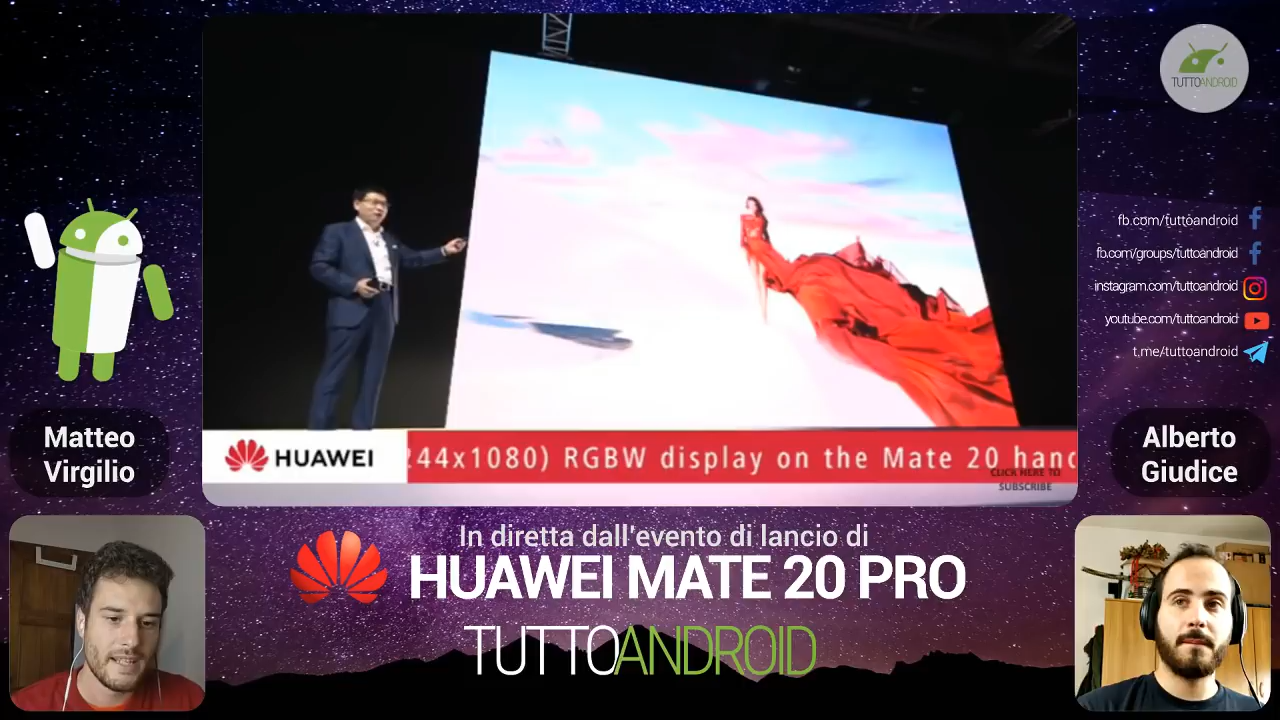 TUTTOANDROID
fb.com/tuttoandroid
fb.com/groups/tuttoandroid
instagram.com/tuttoandroid
youtube.com/tuttoandroid
t.me/tuttoandroid
Matteo
Virgilio
Alberto
Giudice
HUAWEI
244x1080) RGBW display on the Mate 20 hand
CLICK HERE TO
SUBSCRIBE
In diretta dall'evento di lancio di
HUAWEI MATE 20 PRO
TUTTOANDROID